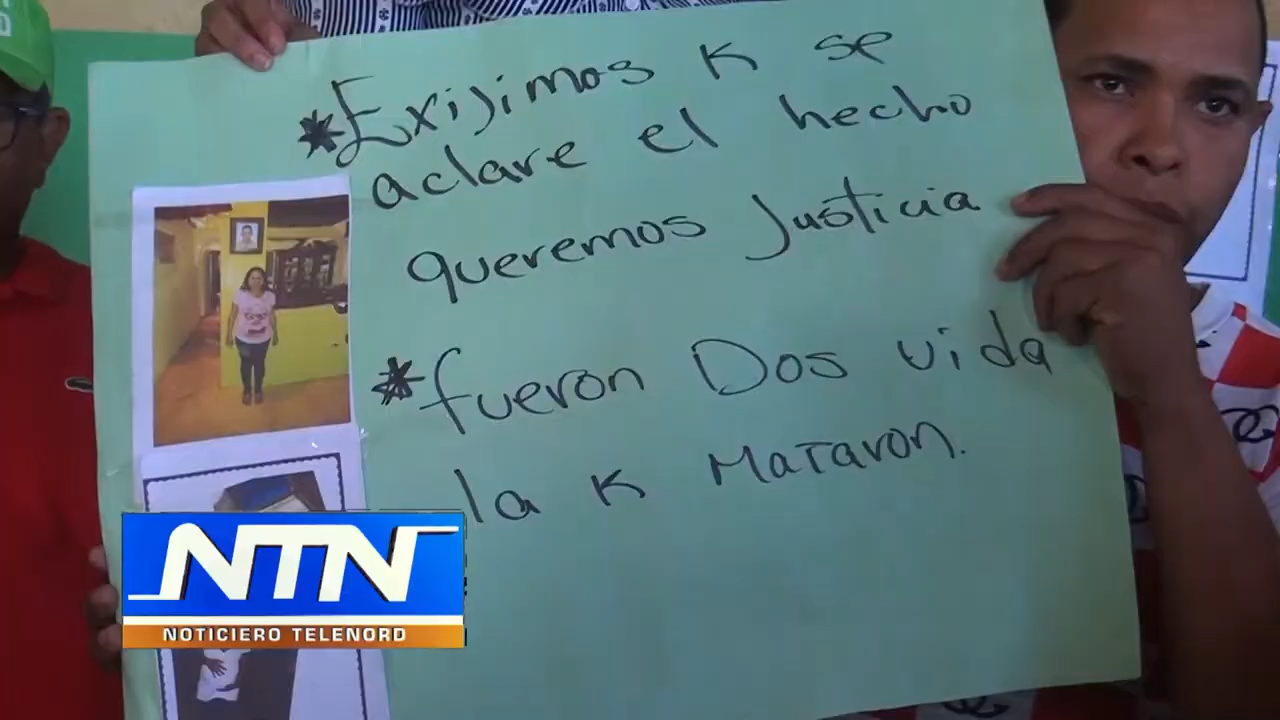 *Exijimos K se
aclare el hecho
queremos Justicia
*fueron Dos vida
la K Mataron.
NTN
NOTICIERO TELENORD